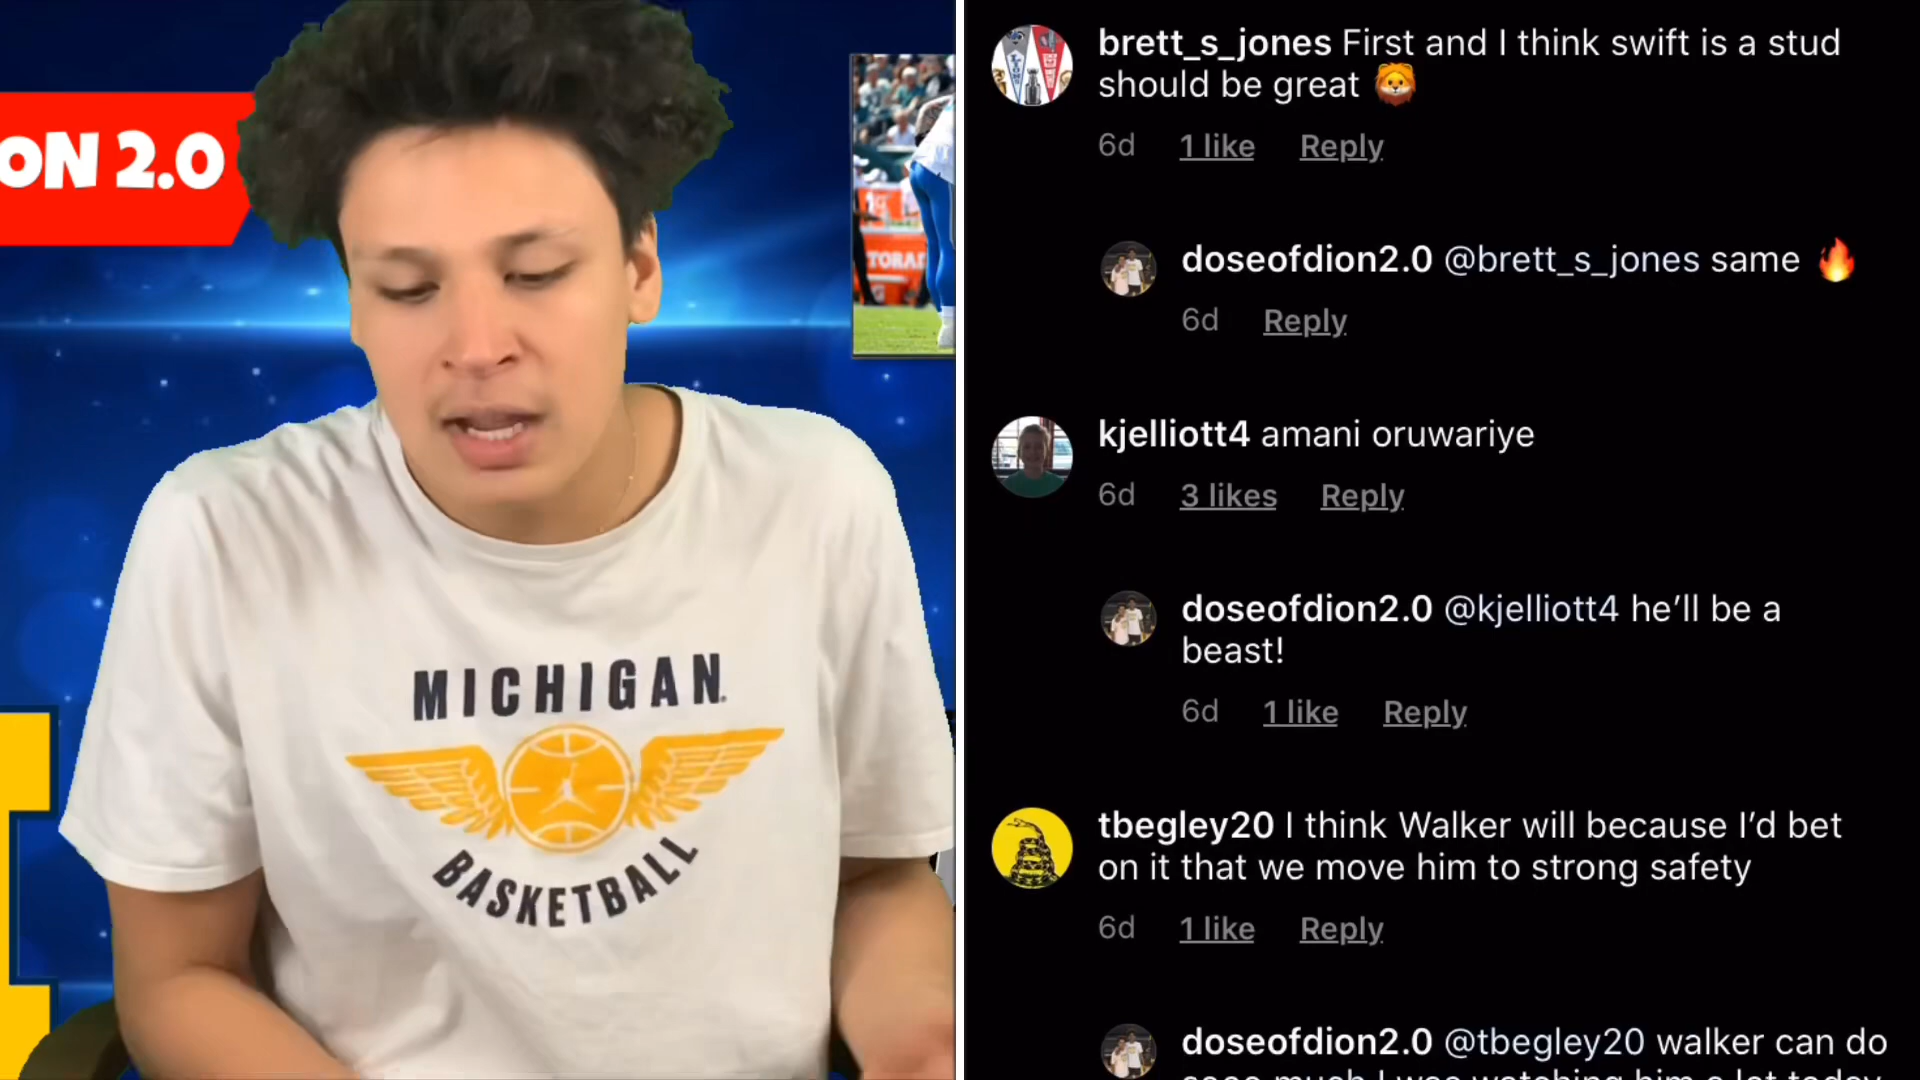 ON 2.0
TORA
MICHIGAN
BASKETBALL
brett_s_jones First and I think swift is a stud
should be great 🦁
6d 1 like Reply
doseofdion2.0 @brett_s_jones same 🔥
6d Reply
kjelliott4 amani oruwariye
6d 3 likes Reply
doseofdion2.0 @kjelliott4 he’ll be a
beast!
6d 1 like Reply
tbegley20 I think Walker will because I’d bet
on it that we move him to strong safety
6d 1 like Reply
doseofdion2.0 @tbegley20 walker can do